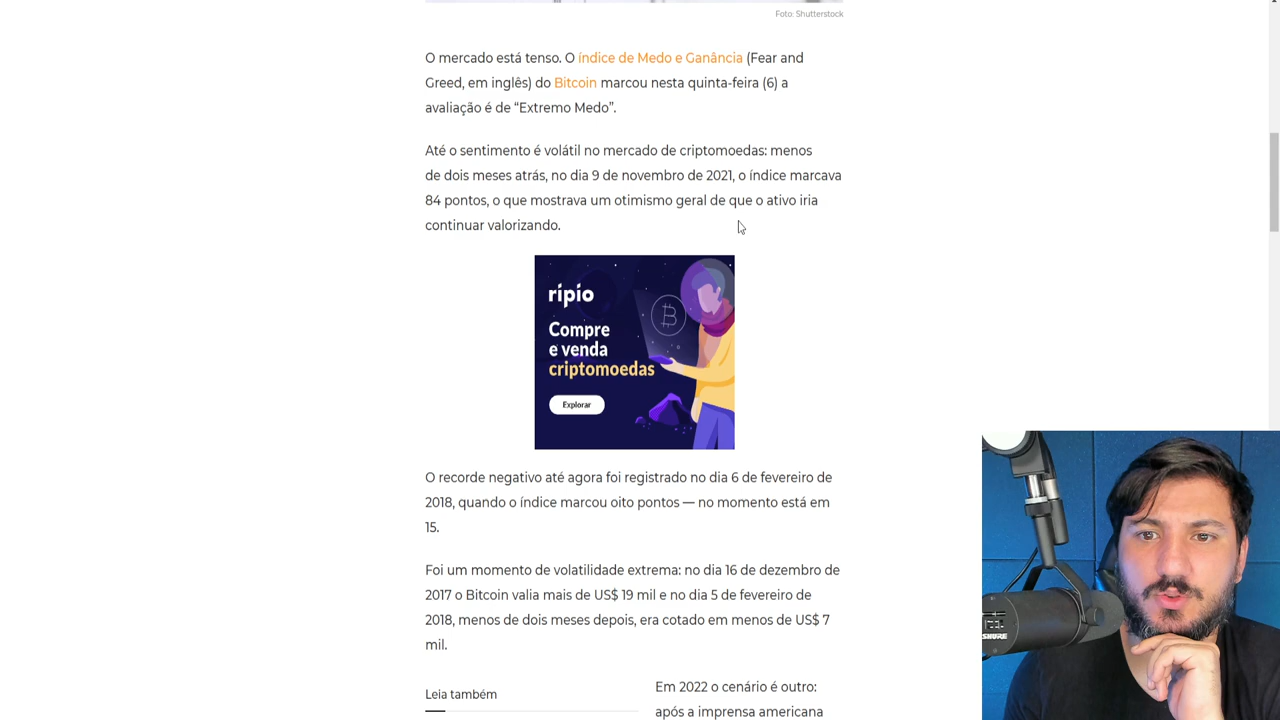 Foto: Shutterstock
O mercado está tenso. O índice de Medo e Ganância (Fear and
Greed, em inglês) do Bitcoin marcou nesta quinta-feira (6) a
avaliação é de “Extremo Medo”.
Até o sentimento é volátil no mercado de criptomoedas: menos
de dois meses atrás, no dia 9 de novembro de 2021, o índice marcava
84 pontos, o que mostrava um otimismo geral de que o ativo iria
continuar valorizando.
ripio
Compre
e venda
criptomoedas
Explorar
O recorde negativo até agora foi registrado no dia 6 de fevereiro de
2018, quando o índice marcou oito pontos — no momento está em
15.
Foi um momento de volatilidade extrema: no dia 16 de dezembro de
2017 o Bitcoin valia mais de US$ 19 mil e no dia 5 de fevereiro de
2018, menos de dois meses depois, era cotado em menos de US$ 7
mil.
Leia também
Em 2022 o cenário é outro:
após a imprensa americana
SHURE